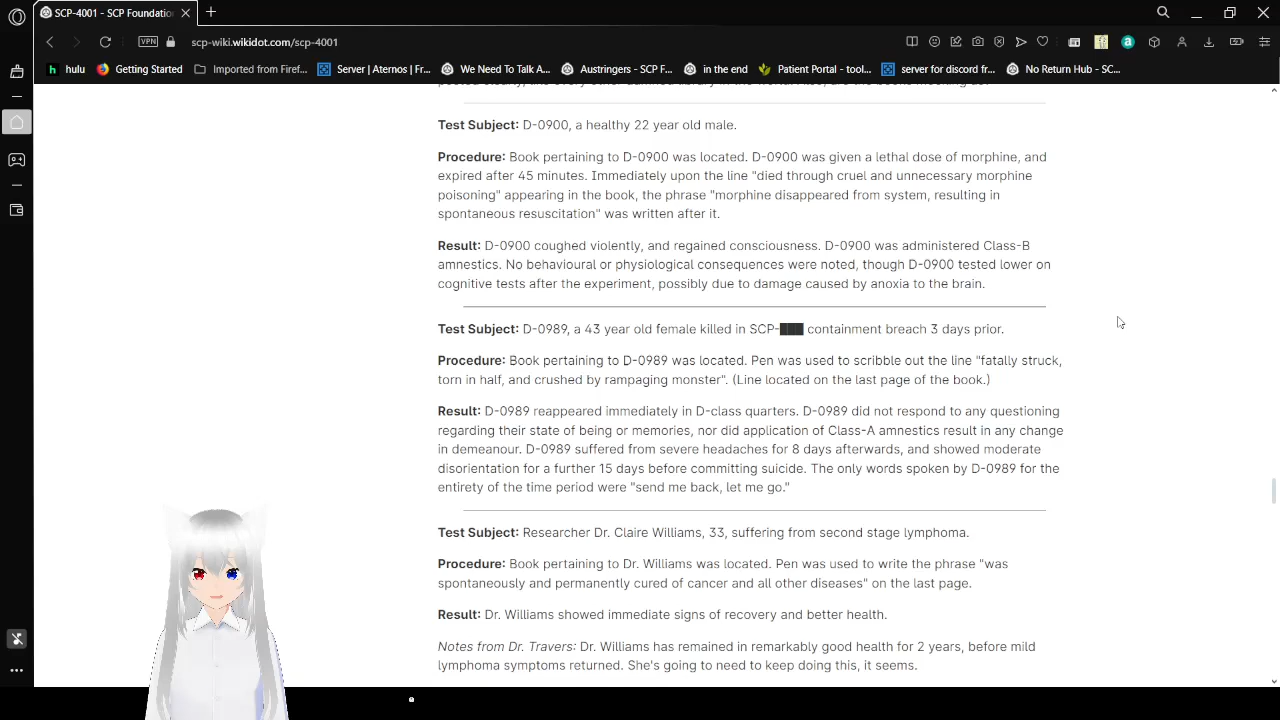 SCP-4001 - SCP Foundatio
VPN
scp-wiki.wikidot.com/scp-4001
hulu
Getting Started
Imported from Firef...
Server | Aternos | Fr...
We Need To Talk A...
Austringers - SCP F...
in the end
Patient Portal - tool...
server for discord fr...
No Return Hub - SC...
Test Subject: D-0900, a healthy 22 year old male.
Procedure: Book pertaining to D-0900 was located. D-0900 was given a lethal dose of morphine, and
expired after 45 minutes. Immediately upon the line "died through cruel and unnecessary morphine
poisoning" appearing in the book, the phrase "morphine disappeared from system, resulting in
spontaneous resuscitation" was written after it.
Result: D-0900 coughed violently, and regained consciousness. D-0900 was administered Class-B
amnestics. No behavioural or physiological consequences were noted, though D-0900 tested lower on
cognitive tests after the experiment, possibly due to damage caused by anoxia to the brain.
Test Subject: D-0989, a 43 year old female killed in SCP-███ containment breach 3 days prior.
Procedure: Book pertaining to D-0989 was located. Pen was used to scribble out the line "fatally struck,
torn in half, and crushed by rampaging monster". (Line located on the last page of the book.)
Result: D-0989 reappeared immediately in D-class quarters. D-0989 did not respond to any questioning
regarding their state of being or memories, nor did application of Class-A amnestics result in any change
in demeanour. D-0989 suffered from severe headaches for 8 days afterwards, and showed moderate
disorientation for a further 15 days before committing suicide. The only words spoken by D-0989 for the
entirety of the time period were "send me back, let me go."
Test Subject: Researcher Dr. Claire Williams, 33, suffering from second stage lymphoma.
Procedure: Book pertaining to Dr. Williams was located. Pen was used to write the phrase "was
spontaneously and permanently cured of cancer and all other diseases" on the last page.
Result: Dr. Williams showed immediate signs of recovery and better health.
Notes from Dr. Travers: Dr. Williams has remained in remarkably good health for 2 years, before mild
lymphoma symptoms returned. She's going to need to keep doing this, it seems.